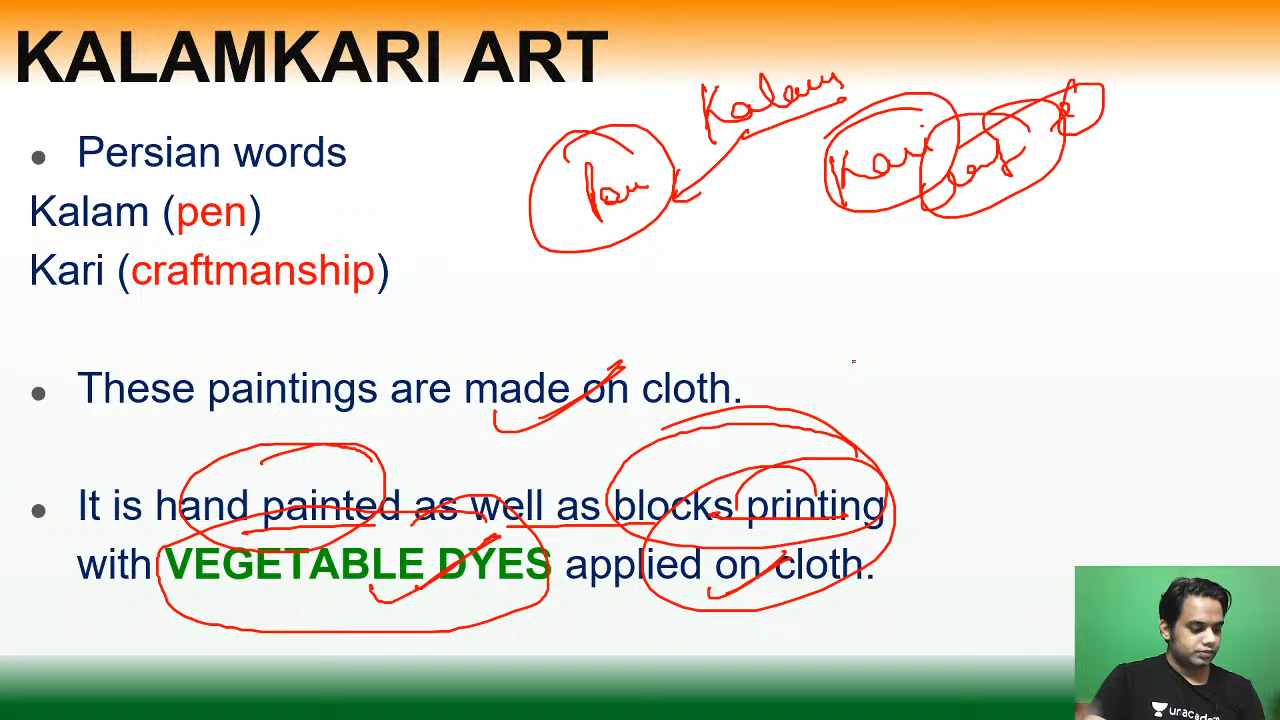 KALAMKARI ART
Persian words
Kalam (pen)
Kari (craftmanship)
Kalam
Kari
Pen
These paintings are made on cloth.
It is hand painted as well as blocks printing
with VEGETABLE DYES applied on cloth.